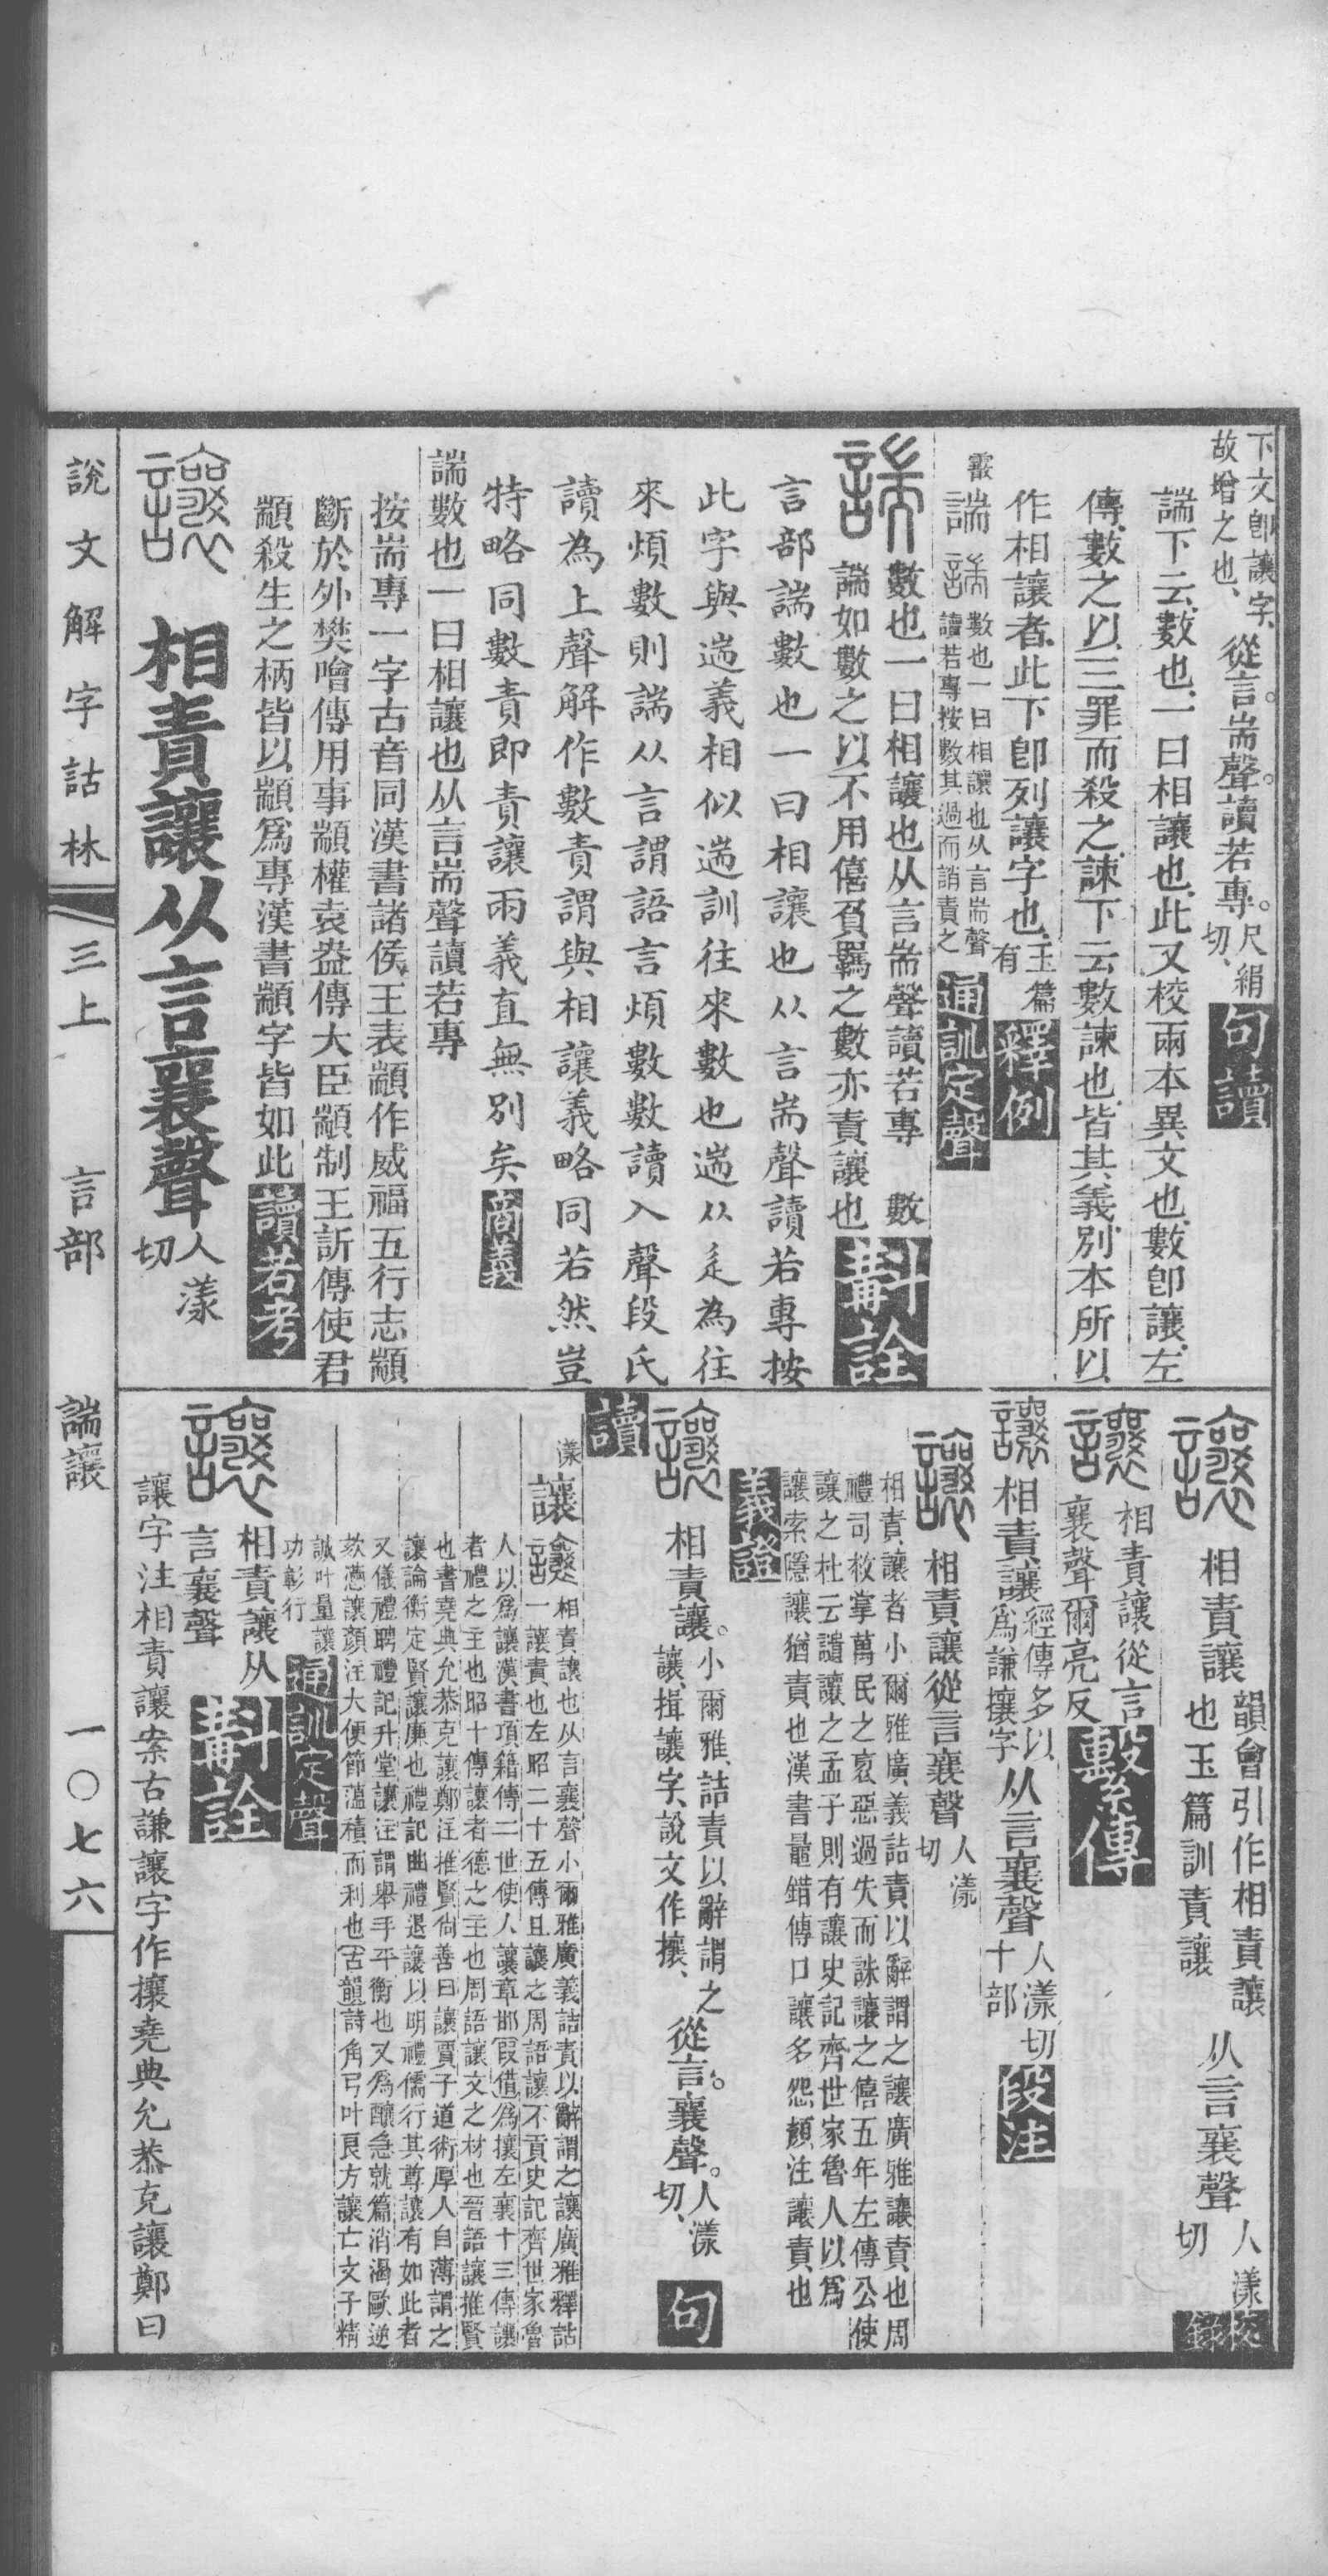 下文卽讓字、
故增之也、
從言。耑聲。讀若專。
尺絹
切、
句讀
諯下云、數也、一曰相讓也、此又校兩本異文也、數卽讓、左
傳、數之以三罪而殺之、諫下云數諫也、皆其義、別本所以
作相讓者、此下卽列讓字也、
玉篇
有
釋例
諯
數也一曰相讓也从言耑聲
讀若專按數其過而誚責之
通訓定聲
數也一曰相讓也从言耑聲讀若專 數
諯如數之以不用僖負羈之數亦責讓也
斠詮
言部諯數也一曰相讓也从言耑聲讀若專按
此字與遄義相似遄訓往來數也遄从辵為往
來煩數則諯从言謂語言煩數數讀入聲段氏
讀為上聲解作數責謂與相讓義略同若然豈
特略同數責即責讓兩義直無別矣
商義
諯數也一曰相讓也从言耑聲讀若專
按耑專一字古音同漢書諸侯王表顓作威福五行志顓
斷於外樊噲傳用事顓權袁盎傳大臣顓制王訢傳使君
顓殺生之柄皆以顓爲專漢書顓字皆如此
讀若考
讓
相責讓从言襄聲
人漾
切
讓
相責讓
韻會引作相責讓
也玉篇訓責讓
从言襄聲
人漾
切
校錄
讓
相責讓從言
襄聲爾亮反
繫傳
讓
相責讓
經傳多以
爲謙攘字
从言襄聲
人漾切
十部
段注
讓
相責讓從言襄聲
人漾
切
相責讓者小爾雅廣義詰責以辭謂之讓廣雅讓責也周
禮司救掌萬民之衺惡過失而誅讓之僖五年左傳公使
讓之杜云譴讓之孟子則有讓史記齊世家魯人以爲
讓索隱讓猶責也漢書鼂錯傳口讓多怨顏注讓責也
義證
讓
相責讓。
小爾雅、詰責以辭謂之
讓、揖讓字、說文作攘、
從言。襄聲。
人漾
切、
句
讀
漾
讓
相責讓也从言襄聲小爾雅廣義詰責以辭謂之讓廣雅釋詁
一讓責也左昭二十五傳且讓之周語讓不貢史記齊世家魯
人以爲讓漢書項籍傳二世使人讓章邯叚借爲攘左襄十三傳讓
者禮之主也昭十傳讓者德之主也周語讓文之材也晉語讓推賢
也書堯典允恭克讓鄭注推賢尚善曰讓賈子道術厚人自薄謂之
讓論衡定賢讓廉也禮記曲禮退讓以明禮儒行其尊讓有如此者
又儀禮聘禮記升堂讓注謂舉手平衡也又爲釀急就篇消渴歐逆
欬懣讓顏注大便節蘊積而利也古韻詩角弓叶良方讓亡文子精
誠叶量讓
功彰行
通訓定聲
讓
相責讓从
言襄聲
斠詮
讓字注相責讓案古謙讓字作攘堯典允恭克讓鄭曰
說文解字詁林
三上
言部
諯讓
一〇七六